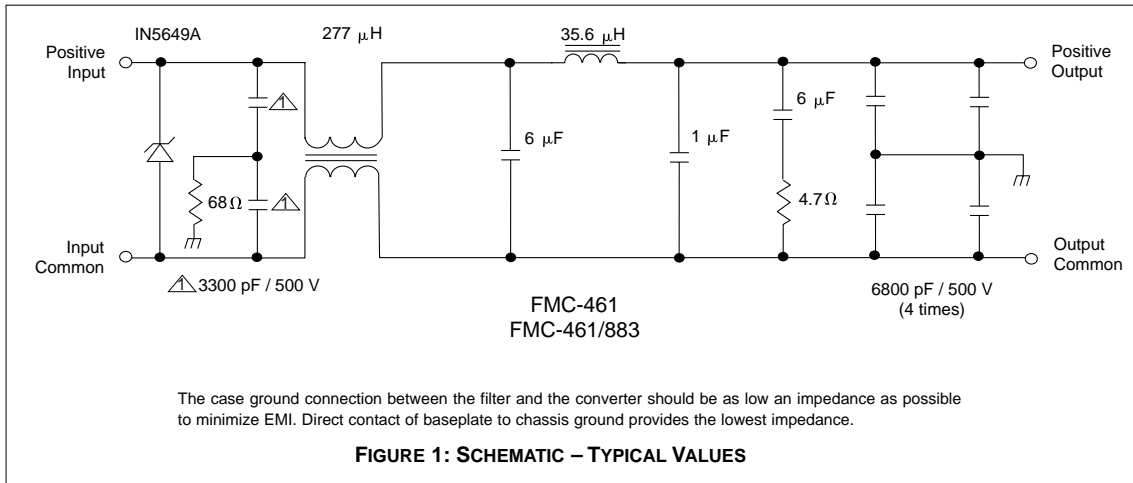 IN5649A
277 μH
35.6 μH
Positive
Input
Positive
Output
1
6 μF
6 μF
1 μF
68Ω
1
4.7Ω
Input
Common
Output
Common
1 3300 pF / 500 V
6800 pF / 500 V
(4 times)
FMC-461
FMC-461/883
The case ground connection between the filter and the converter should be as low an impedance as possible
to minimize EMI. Direct contact of baseplate to chassis ground provides the lowest impedance.
FIGURE 1: SCHEMATIC – TYPICAL VALUES